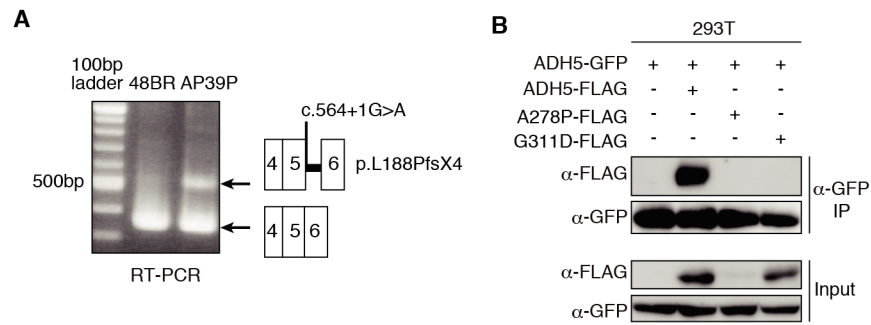 A
100bp
ladder 48BR AP39P
c.564+1G>A
4 5 6 p.L188PfsX4
500bp
4 5 6
RT-PCR
B
293T
ADH5-GFP + + + +
ADH5-FLAG - + - -
A278P-FLAG - - + -
G311D-FLAG - - - +
α-FLAG
α-GFP
α-GFP
IP
α-FLAG
α-GFP
Input